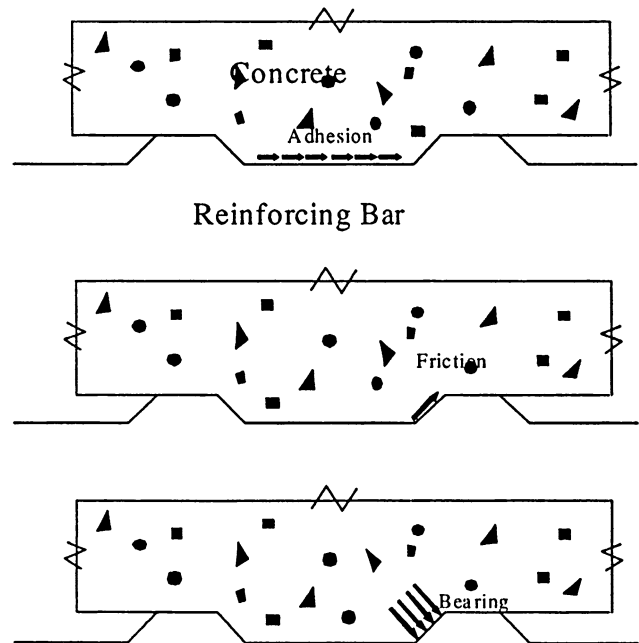 Concrete
Adhesion
Reinforcing Bar
Friction
Bearing